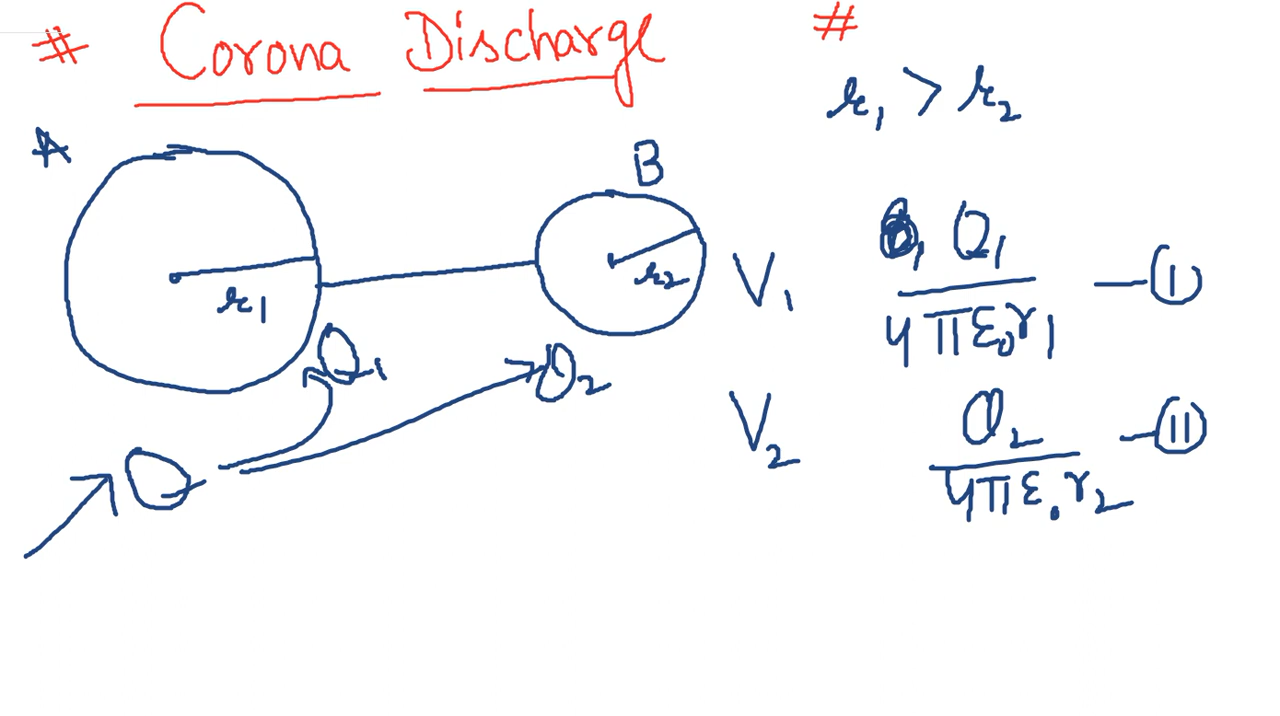 # Corona Discharge
#
r₁ > r₂
A
B
r₁
r₂
V₁ Q₁ / 4πε₀r₁ —(I)
Q₁
Q₂
V₂ Q₂ / 4πε₀r₂ —(II)
Q